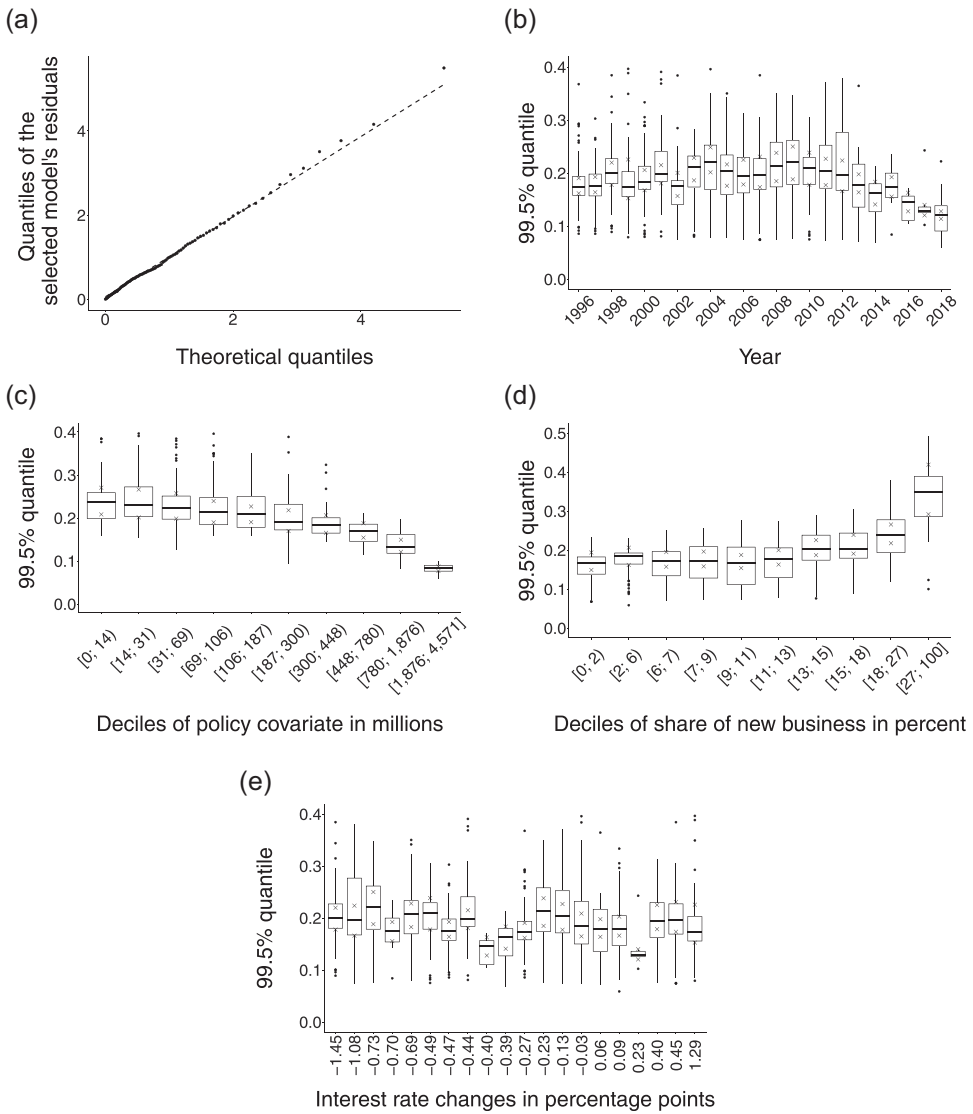 (a)
Quantiles of the
selected model's residuals
4
2
0
0 2 4
Theoretical quantiles
(b)
99.5% quantile
0.4
0.3
0.2
0.1
0.0
1996 1998 2000 2002 2004 2006 2008 2010 2012 2014 2016 2018
Year
(c)
99.5% quantile
0.4
0.3
0.2
0.1
0.0
[0; 14) [14; 31) [31; 69) [69; 106) [106; 187) [187; 300) [300; 448) [448; 780) [780; 1,876) [1,876; 4,571]
Deciles of policy covariate in millions
(d)
99.5% quantile
0.5
0.4
0.3
0.2
0.1
0.0
[0; 2) [2; 6) [6; 7) [7; 9) [9; 11) [11; 13) [13; 15) [15; 18) [18; 27) [27; 100]
Deciles of share of new business in percent
(e)
99.5% quantile
0.4
0.3
0.2
0.1
0.0
−1.45 −1.08 −0.73 −0.70 −0.69 −0.49 −0.47 −0.44 −0.40 −0.39 −0.27 −0.23 −0.13 −0.03 0.06 0.09 0.23 0.40 0.45 1.29
Interest rate changes in percentage points